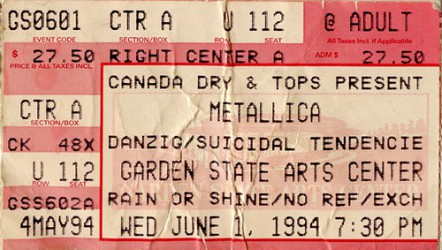 GS0601 CTR A U 112 @ ADULT
EVENT CODE SECTION/BOX ROW SEAT All Taxes Incl. if Applicable
$ 27.50 RIGHT CENTER A ADM $ 27.50
PRICE @ ALL TAXES INCL.
CANADA DRY & TOPS PRESENT
CTR A METALLICA
SECTION/BOX
CK 48X DANZIG/SUICIDAL TENDENCIE
U 112 GARDEN STATE ARTS CENTER
ROW SEAT
GSS602A RAIN OR SHINE/NO REF/EXCH
4MAY94 WED JUNE 1, 1994 7:30 PM